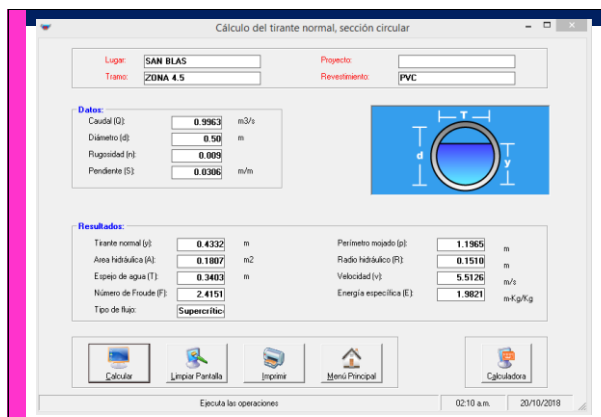 Cálculo del tirante normal, sección circular
Lugar: SAN BLAS Proyecto:
Tramo: ZONA 4.5 Revestimiento: PVC
Datos:
Caudal (Q): 0.9963 m3/s
Diámetro (d): 0.50 m
Rugosidad (n): 0.009
Pendiente (S): 0.0306 m/m
T
d
y
Resultados:
Tirante normal (y): 0.4332 m Perímetro mojado (p): 1.1965 m
Area hidráulica (A): 0.1807 m2 Radio hidráulico (R): 0.1510 m
Espejo de agua (T): 0.3403 m Velocidad (v): 5.5126 m/s
Número de Froude (F): 2.4151 Energía específica (E): 1.9821 m-Kg/Kg
Tipo de flujo: Supercrític
Calcular Limpiar Pantalla Imprimir Menú Principal Calculadora
Ejecuta las operaciones 02:10 a.m. 20/10/2018